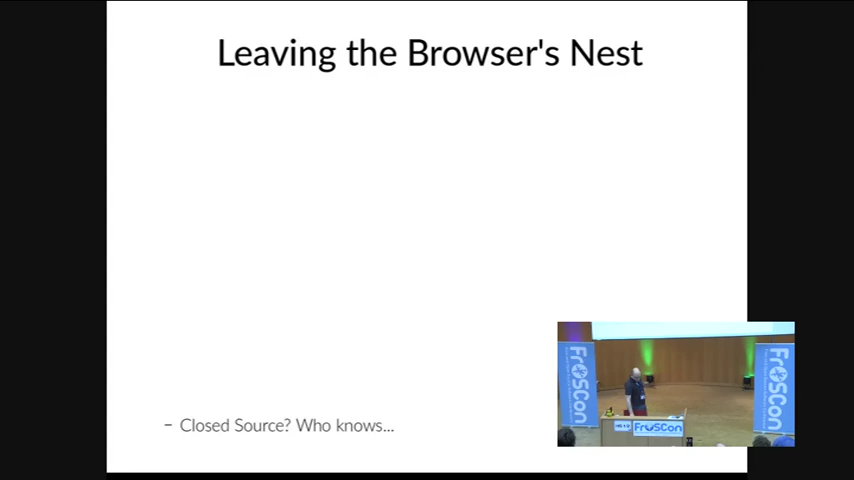 Leaving the Browser's Nest
– Closed Source? Who knows...
FrOSCon
FrOSCon
FrOSCon